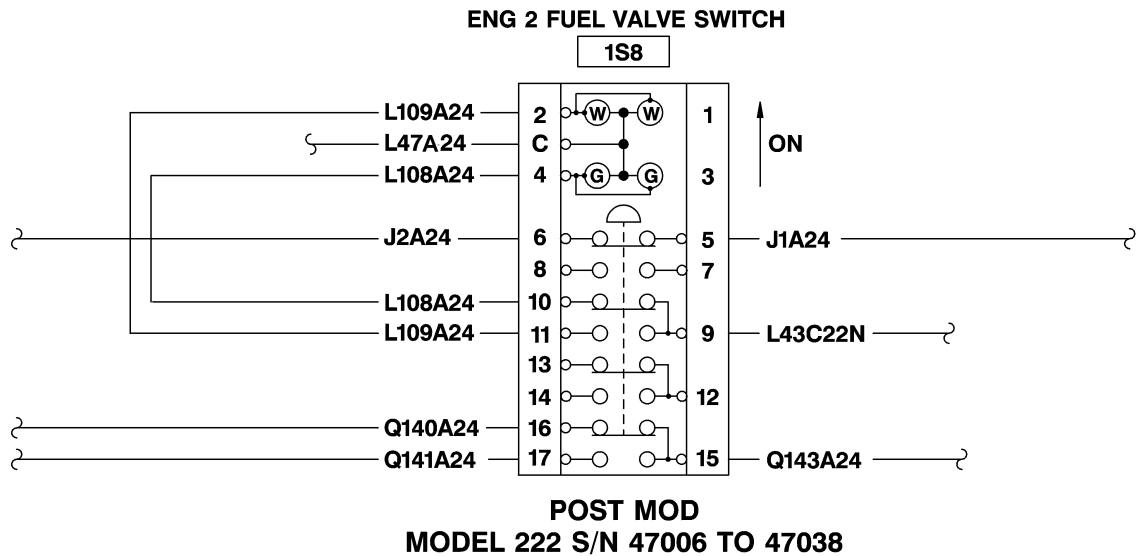 ENG 2 FUEL VALVE SWITCH
1S8
L109A24 2 W W 1
L47A24 C ON
L108A24 4 G G 3
J2A24 6 5 J1A24
8 7
L108A24 10
L109A24 11 9 L43C22N
13
14 12
Q140A24 16
Q141A24 17 15 Q143A24
POST MOD
MODEL 222 S/N 47006 TO 47038